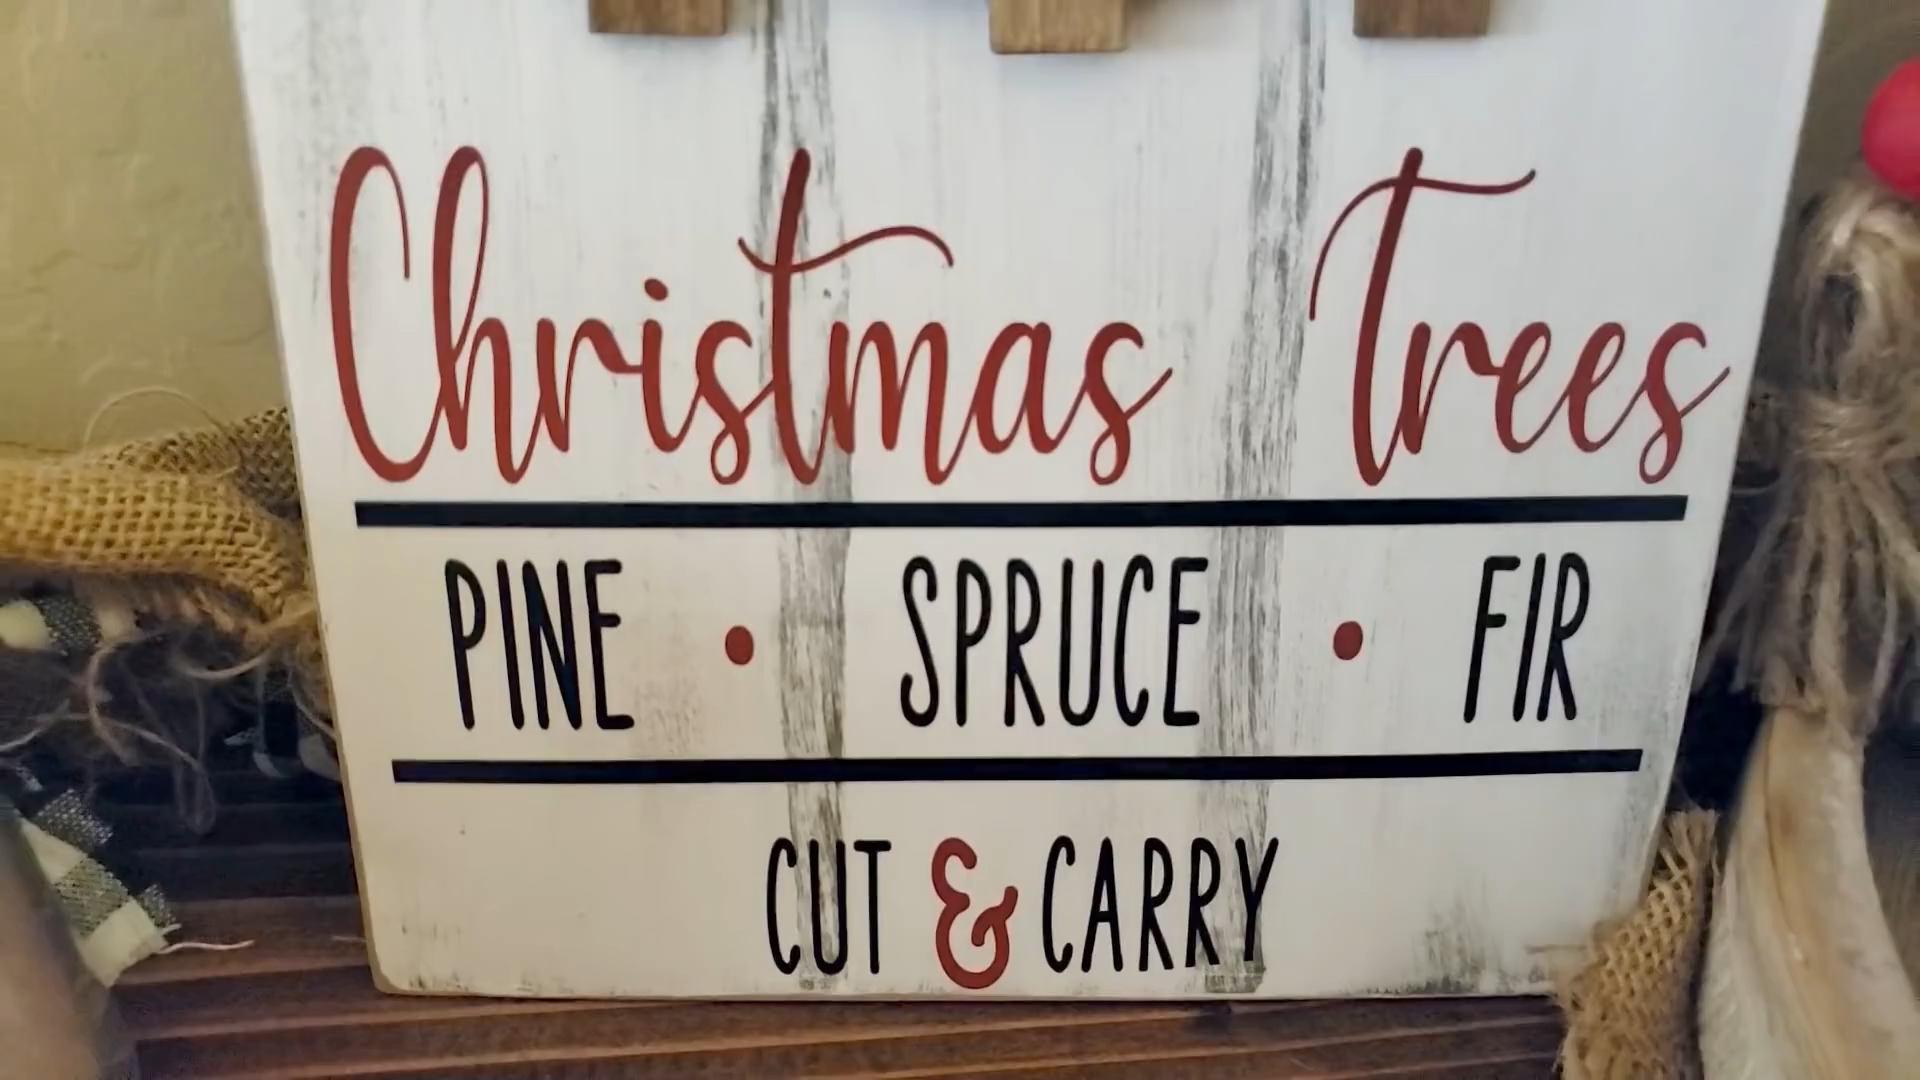 Christmas Trees
PINE • SPRUCE • FIR
CUT & CARRY